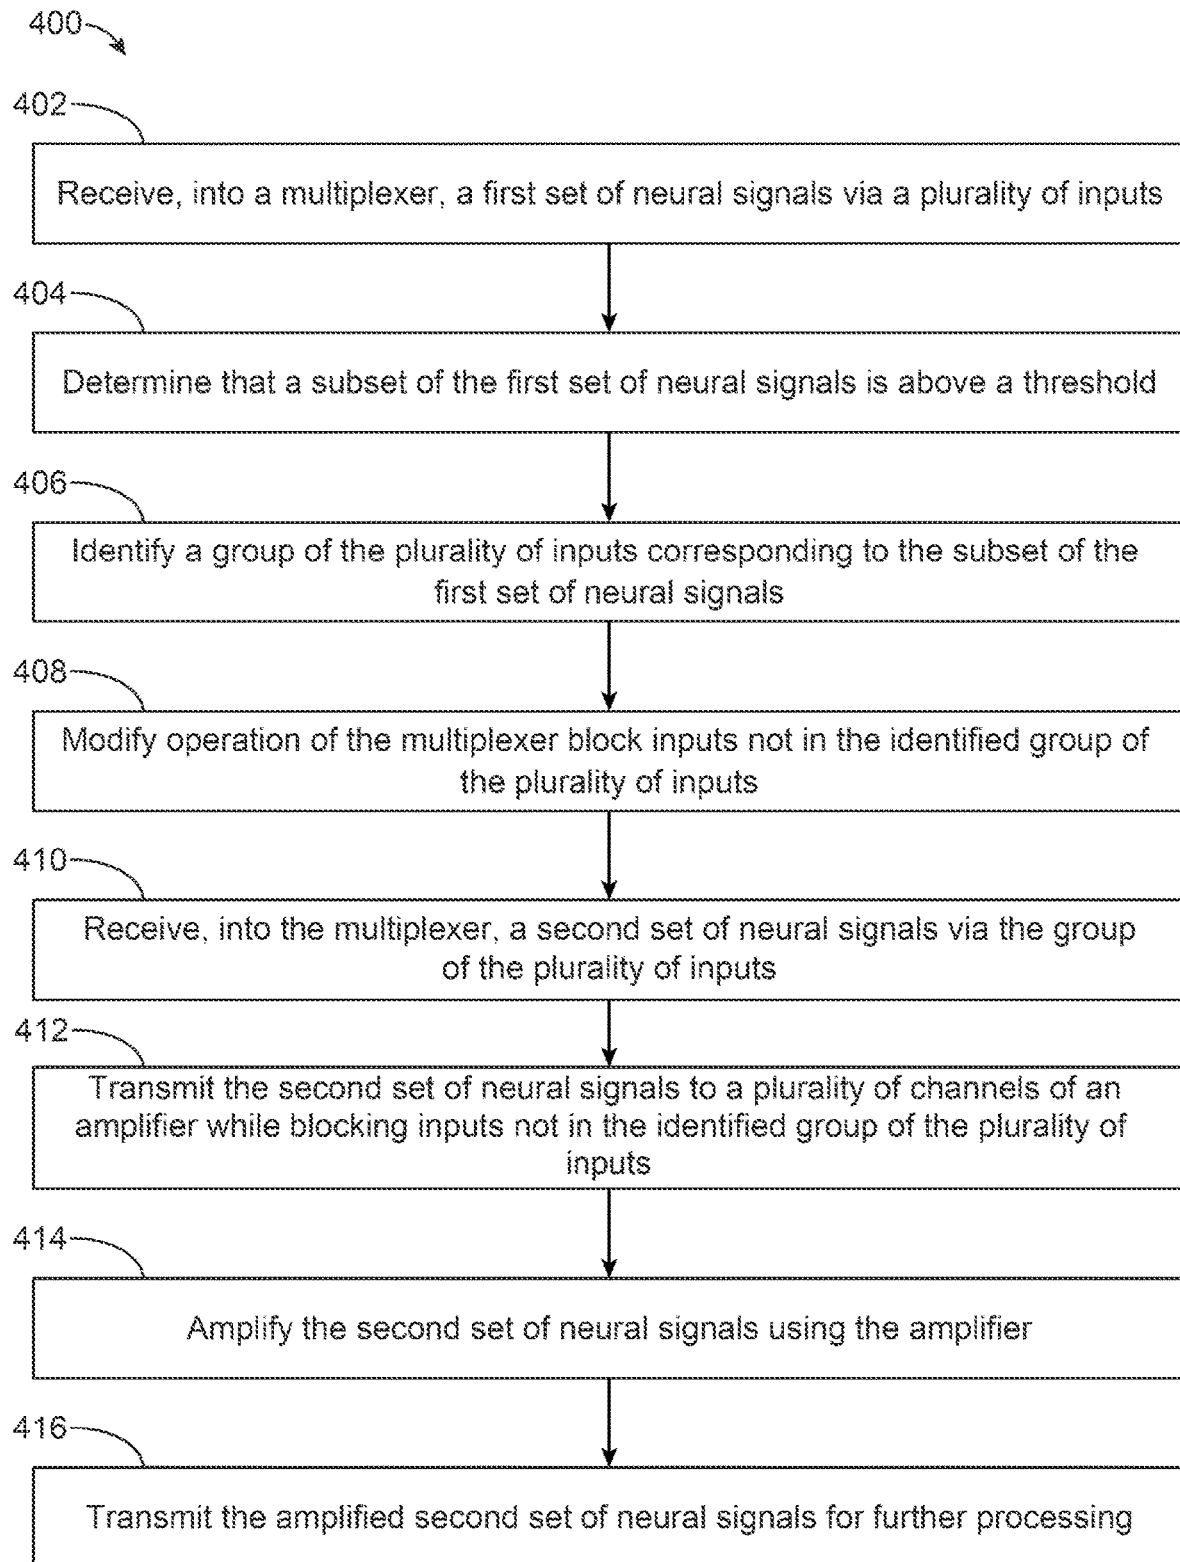 400
402
Receive, into a multiplexer, a first set of neural signals via a plurality of inputs
404
Determine that a subset of the first set of neural signals is above a threshold
406
Identify a group of the plurality of inputs corresponding to the subset of the
first set of neural signals
408
Modify operation of the multiplexer block inputs not in the identified group of
the plurality of inputs
410
Receive, into the multiplexer, a second set of neural signals via the group
of the plurality of inputs
412
Transmit the second set of neural signals to a plurality of channels of an
amplifier while blocking inputs not in the identified group of the plurality of
inputs
414
Amplify the second set of neural signals using the amplifier
416
Transmit the amplified second set of neural signals for further processing